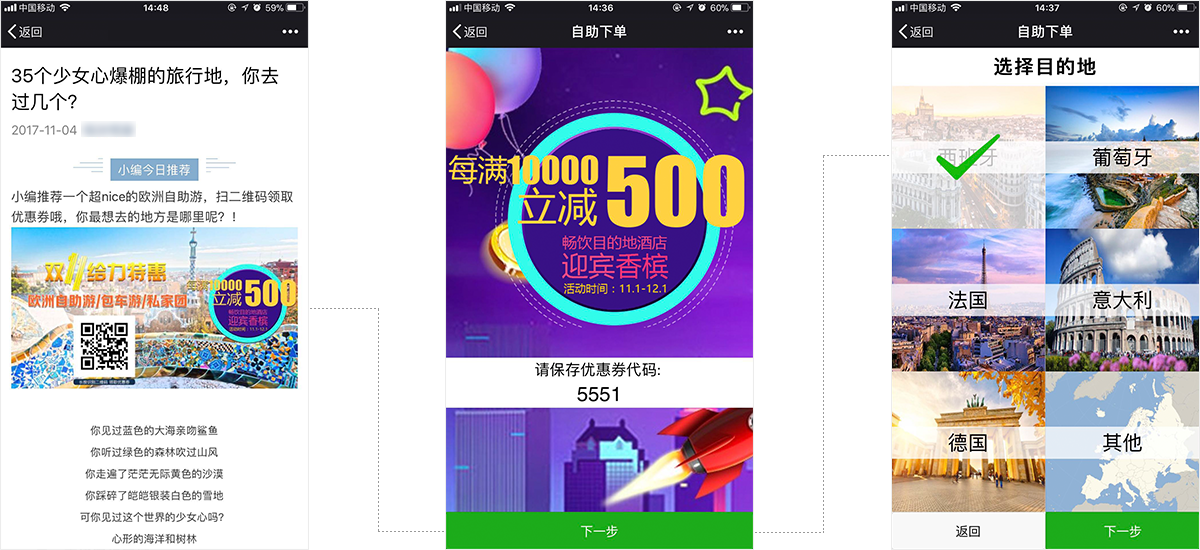 中国移动 14:48 59%
返回
35个少女心爆棚的旅行地，你去
过几个？
2017-11-04
小编今日推荐
小编推荐一个超nice的欧洲自助游，扫二维码领取
优惠券哦，你最想去的地方是哪里呢？！
双11给力特惠
欧洲自助游/包车游/私家团
每满10000
立减500
畅饮目的地酒店
迎宾香槟
活动时间：11.1-12.1
你见过蓝色的大海亲吻鲨鱼
你听过绿色的森林吹过山风
你走遍了茫茫无际黄色的沙漠
你踩碎了皑皑银装白色的雪地
可你见过这个世界的少女心吗?
心形的海洋和树林
中国移动 14:36 60%
返回 自助下单
每满10000
立减500
畅饮目的地酒店
迎宾香槟
活动时间：11.1-12.1
请保存优惠券代码:
5551
下一步
中国移动 14:37 60%
返回 自助下单
选择目的地
西班牙 葡萄牙
法国 意大利
德国 其他
返回 下一步